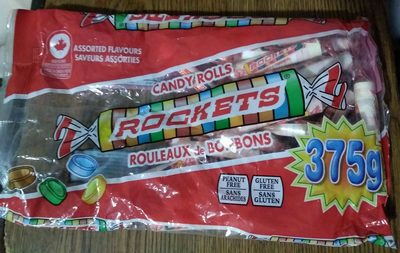 ROCKETS
ASSORTED FLAVOURS
SAVEURS ASSORTIES
CANDY ROLLS
ROCKETS
ROULEAUX de BONBONS
375g
PEANUT FREE
SANS ARACHIDES
GLUTEN FREE
SANS GLUTEN